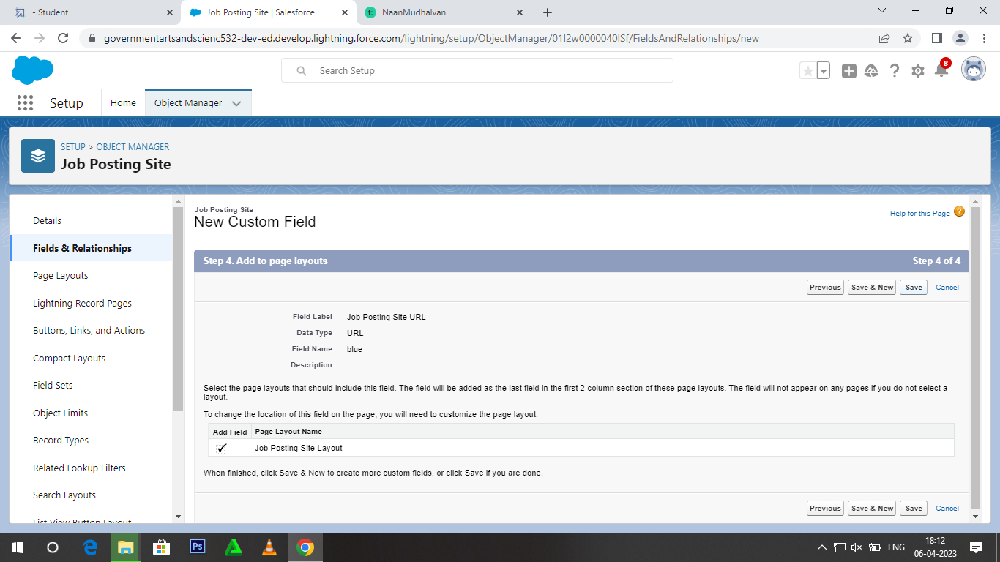 - Student
Job Posting Site | Salesforce
NaanMudhalvan
governmentartsandscienc532-dev-ed.develop.lightning.force.com/lightning/setup/ObjectManager/01I2w0000040lSf/FieldsAndRelationships/new
Search Setup
8
Setup
Home
Object Manager
SETUP > OBJECT MANAGER
Job Posting Site
Details
Fields & Relationships
Page Layouts
Lightning Record Pages
Buttons, Links, and Actions
Compact Layouts
Field Sets
Object Limits
Record Types
Related Lookup Filters
Search Layouts
List View Button Layout
Job Posting Site
New Custom Field
Help for this Page
Step 4. Add to page layouts
Step 4 of 4
Previous
Save & New
Save
Cancel
Field Label Job Posting Site URL
Data Type URL
Field Name blue
Description
Select the page layouts that should include this field. The field will be added as the last field in the first 2-column section of these page layouts. The field will not appear on any pages if you do not select a
layout.
To change the location of this field on the page, you will need to customize the page layout.
Add Field Page Layout Name
Job Posting Site Layout
When finished, click Save & New to create more custom fields, or click Save if you are done.
Previous
Save & New
Save
Cancel
Ps
ENG
18:12
06-04-2023